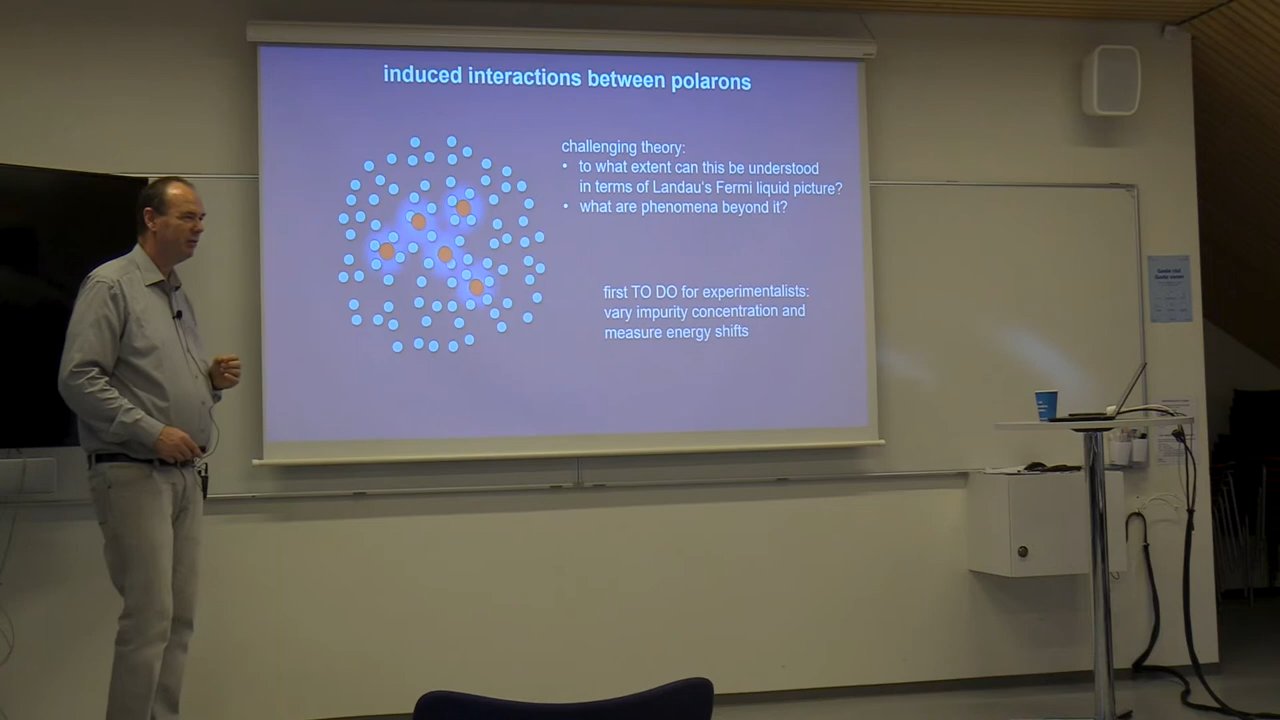 induced interactions between polarons
challenging theory:
• to what extent can this be understood
in terms of Landau's Fermi liquid picture?
• what are phenomena beyond it?
first TO DO for experimentalists:
vary impurity concentration and
measure energy shifts